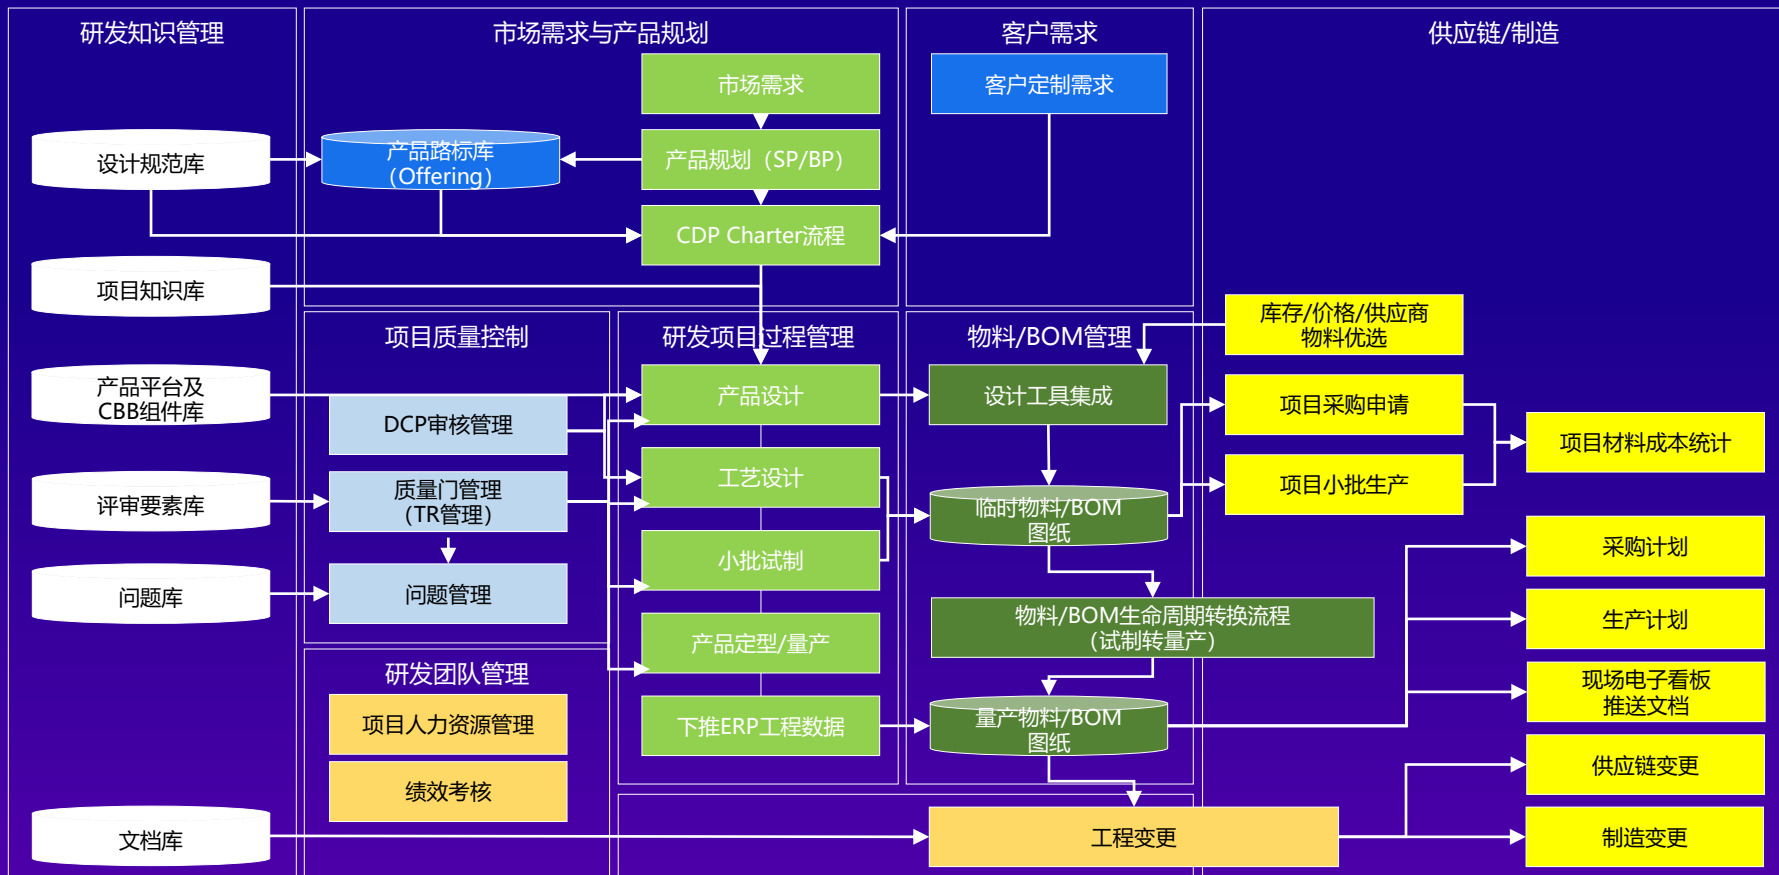 研发知识管理
市场需求与产品规划
客户需求
供应链/制造
市场需求
客户定制需求
设计规范库
产品路标库
（Offering）
产品规划（SP/BP）
CDP Charter流程
项目知识库
库存/价格/供应商
物料优选
项目质量控制
研发项目过程管理
物料/BOM管理
产品平台及
CBB组件库
DCP审核管理
产品设计
设计工具集成
项目采购申请
项目材料成本统计
评审要素库
质量门管理
（TR管理）
工艺设计
临时物料/BOM
图纸
项目小批生产
小批试制
采购计划
问题库
问题管理
物料/BOM生命周期转换流程
（试制转量产）
生产计划
产品定型/量产
研发团队管理
现场电子看板
推送文档
项目人力资源管理
下推ERP工程数据
量产物料/BOM
图纸
绩效考核
供应链变更
文档库
工程变更
制造变更